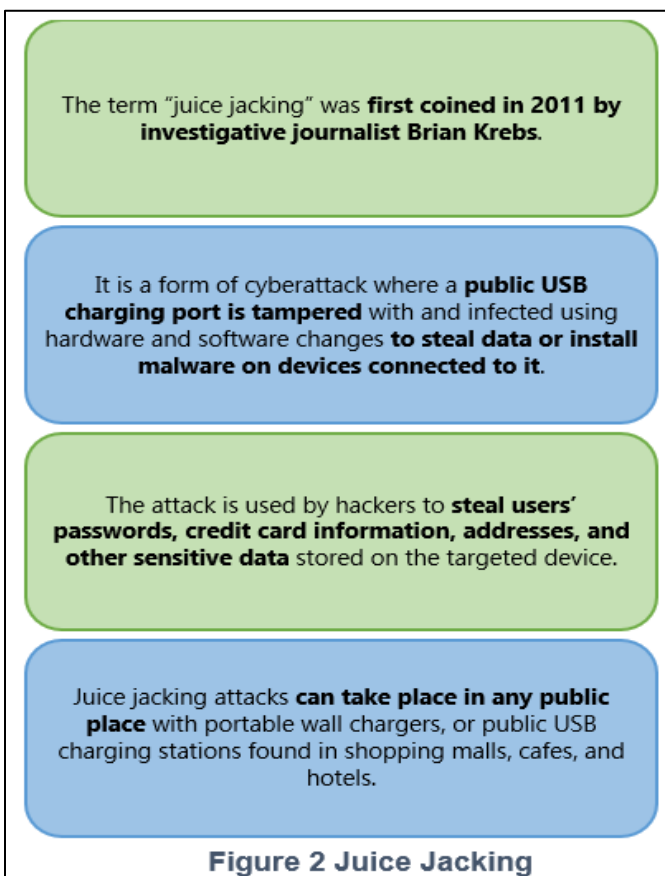 The term “juice jacking” was first coined in 2011 by
investigative journalist Brian Krebs.
It is a form of cyberattack where a public USB
charging port is tampered with and infected using
hardware and software changes to steal data or install
malware on devices connected to it.
The attack is used by hackers to steal users’
passwords, credit card information, addresses, and
other sensitive data stored on the targeted device.
Juice jacking attacks can take place in any public
place with portable wall chargers, or public USB
charging stations found in shopping malls, cafes, and
hotels.
Figure 2 Juice Jacking